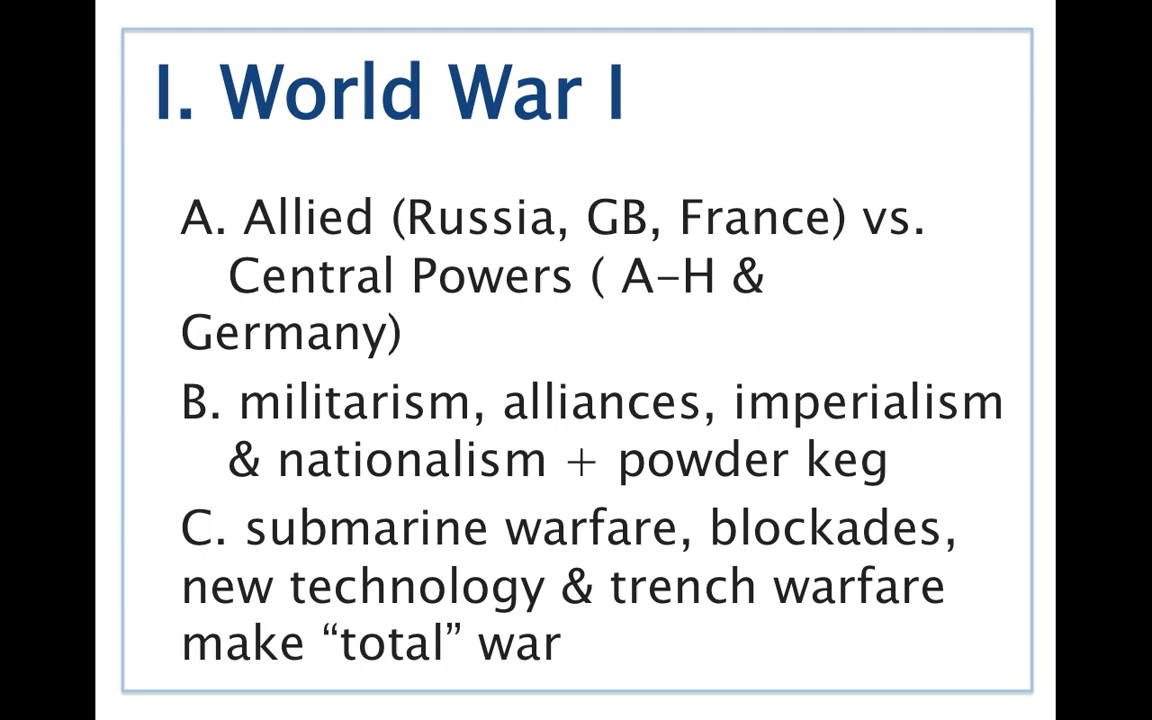 I. World War I
A. Allied (Russia, GB, France) vs.
Central Powers ( A-H &
Germany)
B. militarism, alliances, imperialism
& nationalism + powder keg
C. submarine warfare, blockades,
new technology & trench warfare
make “total” war